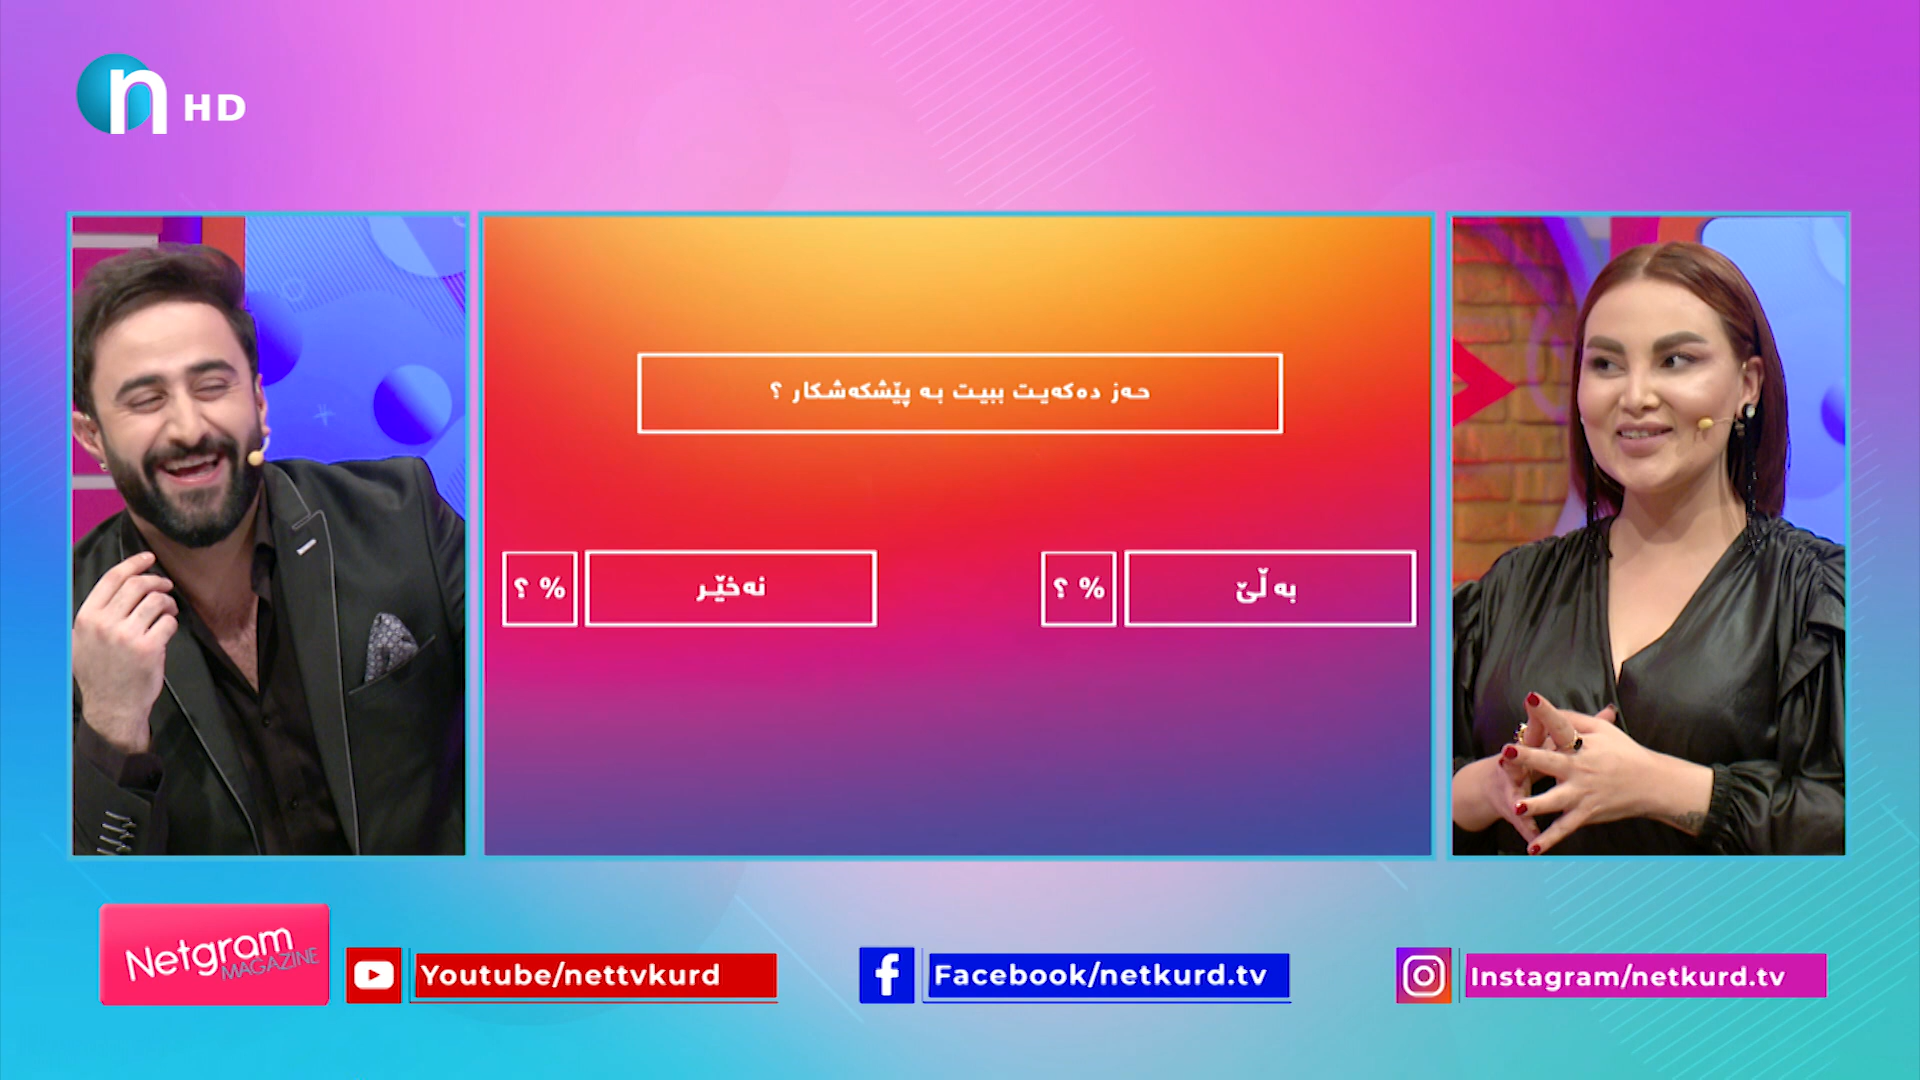 n HD
حەز دەکەیت ببیت بە پێشکەشکار ؟
بەڵێ
% ؟
نەخێر
% ؟
Netgram
MAGAZINE
Youtube/nettvkurd
Facebook/netkurd.tv
Instagram/netkurd.tv